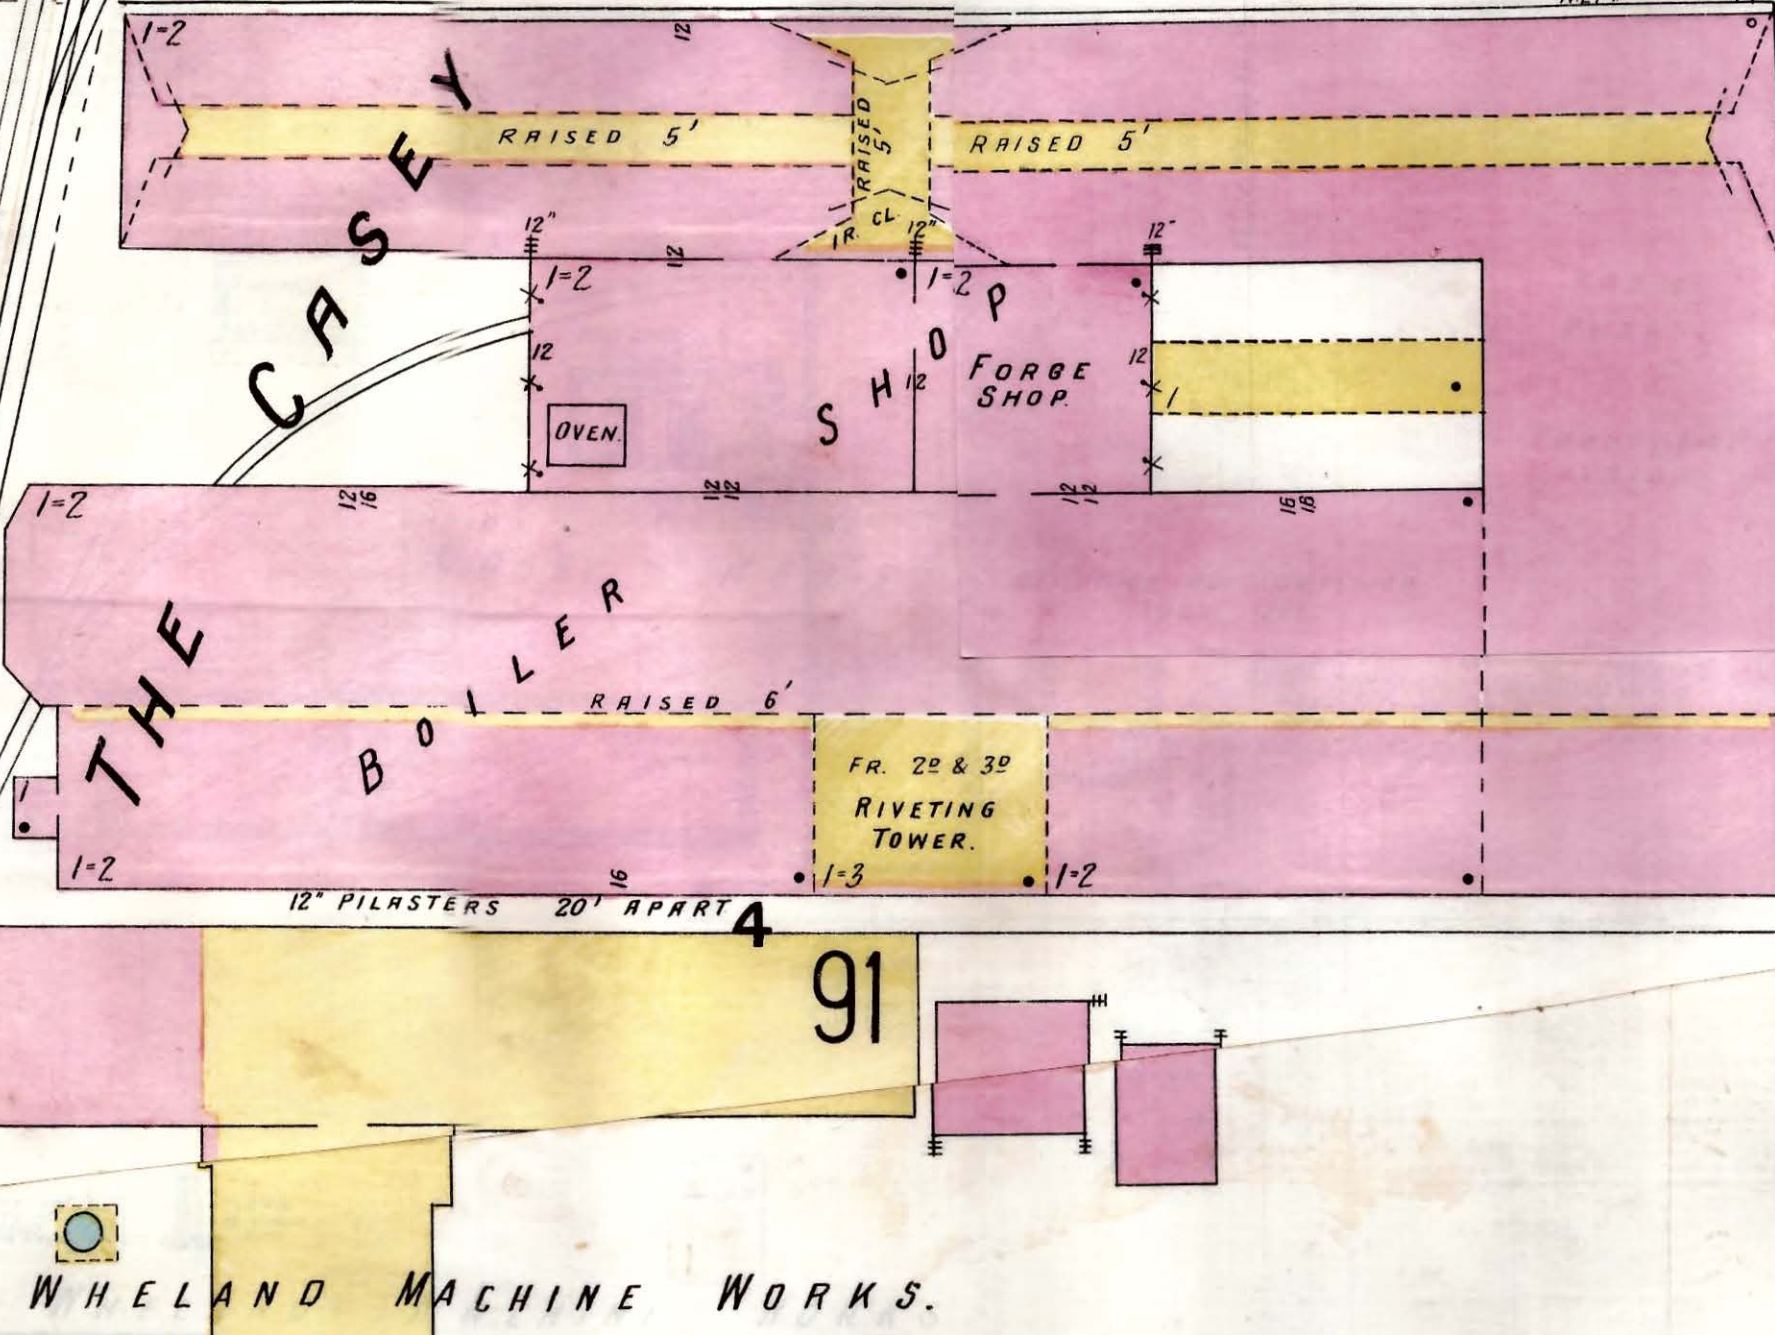 1=2
12
RAISED 5'
RAISED 5'
RAISED 5'
IR. CL.
12"
12"
12"
12
1=2
1=2
12
12
12
1
OVEN.
FORGE
SHOP.
THE CASEY
BOILER SHOP
1=2
12
16
12
12
12
12
16
16
RAISED 6'
FR. 2D & 3D
RIVETING
TOWER.
1
1=2
16
1=3
1=2
12" PILASTERS 20' APART
4
91
WHELAND MACHINE WORKS.